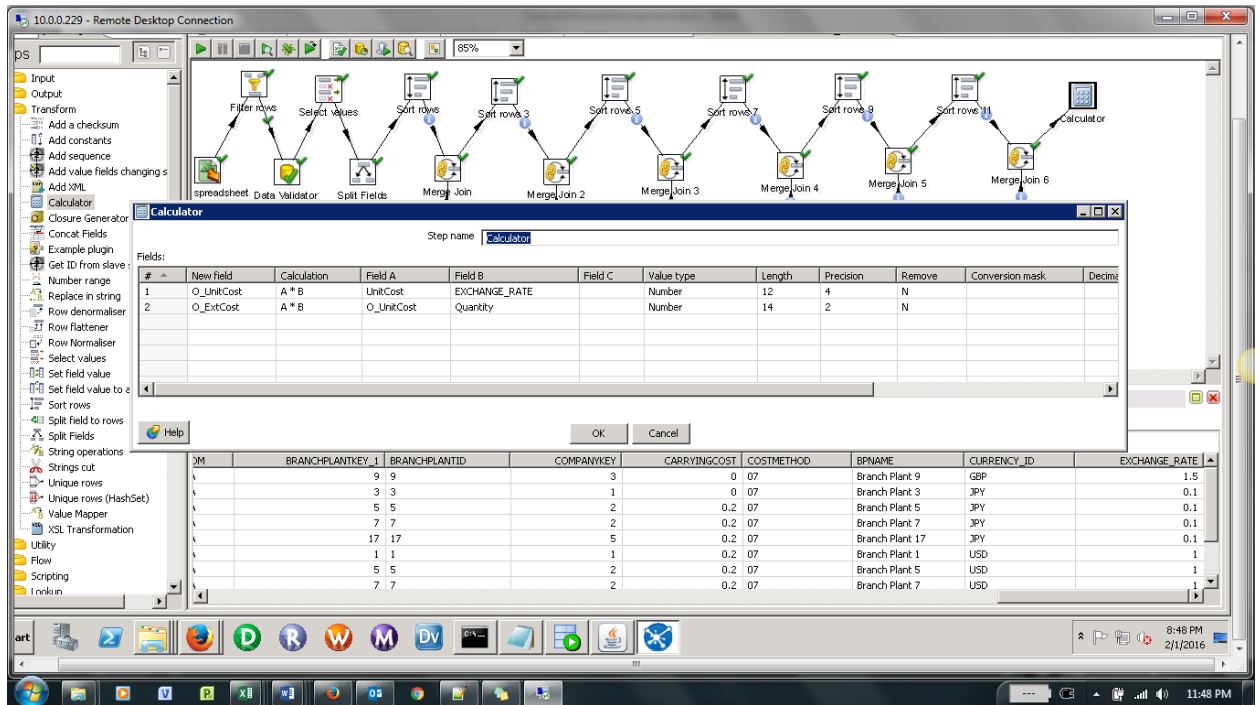 10.0.0.229 - Remote Desktop Connection
ps
85%
Input
Output
Transform
Add a checksum
Add constants
Add sequence
Add value fields changing s
Add XML
Calculator
Closure Generator
Concat Fields
Example plugin
Get ID from slave
Number range
Replace in string
Row denormaliser
Row flattener
Row Normaliser
Select values
Set field value
Set field value to a
Sort rows
Split field to rows
Split Fields
String operations
Strings cut
Unique rows
Unique rows (HashSet)
Value Mapper
XSL Transformation
Utility
Flow
Scripting
Lookup
Filter rows Select values Sort rows Sort rows 3 Sort rows 5 Sort rows 7 Sort rows 9 Sort rows 11 Calculator
spreadsheet Data Validator Split Fields Merge Join Merge Join 2 Merge Join 3 Merge Join 4 Merge Join 5 Merge Join 6
Calculator
Step name Calculator
Fields:
# New field Calculation Field A Field B Field C Value type Length Precision Remove Conversion mask Decima
1 O_UnitCost A * B UnitCost EXCHANGE_RATE Number 12 4 N
2 O_ExtCost A * B O_UnitCost Quantity Number 14 2 N
Help OK Cancel
OM BRANCHPLANTKEY_1 BRANCHPLANTID COMPANYKEY CARRYINGCOST COSTMETHOD BPNAME CURRENCY_ID EXCHANGE_RATE
9 9 3 0 07 Branch Plant 9 GBP 1.5
3 3 1 0 07 Branch Plant 3 JPY 0.1
5 5 2 0.2 07 Branch Plant 5 JPY 0.1
7 7 2 0.2 07 Branch Plant 7 JPY 0.1
17 17 5 0.2 07 Branch Plant 17 JPY 0.1
1 1 1 0.2 07 Branch Plant 1 USD 1
5 5 2 0.2 07 Branch Plant 5 USD 1
7 7 2 0.2 07 Branch Plant 7 USD 1
art
D R W M Dv
8:48 PM
2/1/2016
11:48 PM